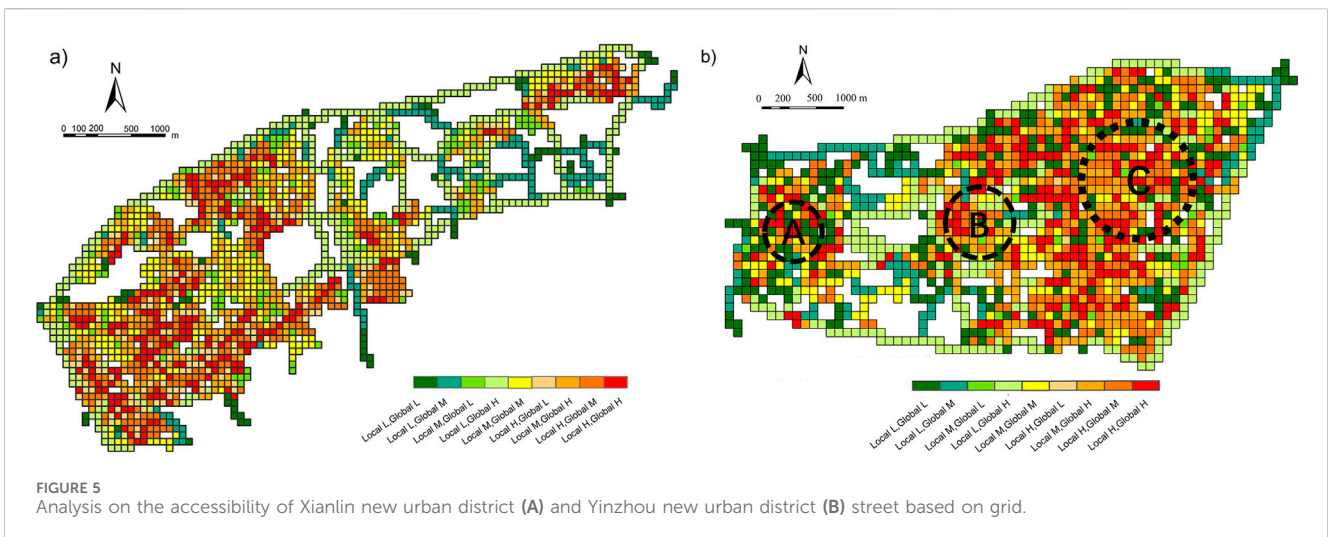 a)
N
0 100 200 500 1000 m
b)
N
0 200 500 1000 m
A
B
C
Local L,Global L
Local L,Global M
Local M,Global L
Local L,Global H
Local M,Global M
Local H,Global L
Local M,Global H
Local H,Global M
Local H,Global H
Local L,Global L
Local L,Global M
Local M,Global L
Local L,Global H
Local M,Global M
Local H,Global L
Local M,Global H
Local H,Global M
Local H,Global H
FIGURE 5
Analysis on the accessibility of Xianlin new urban district (A) and Yinzhou new urban district (B) street based on grid.